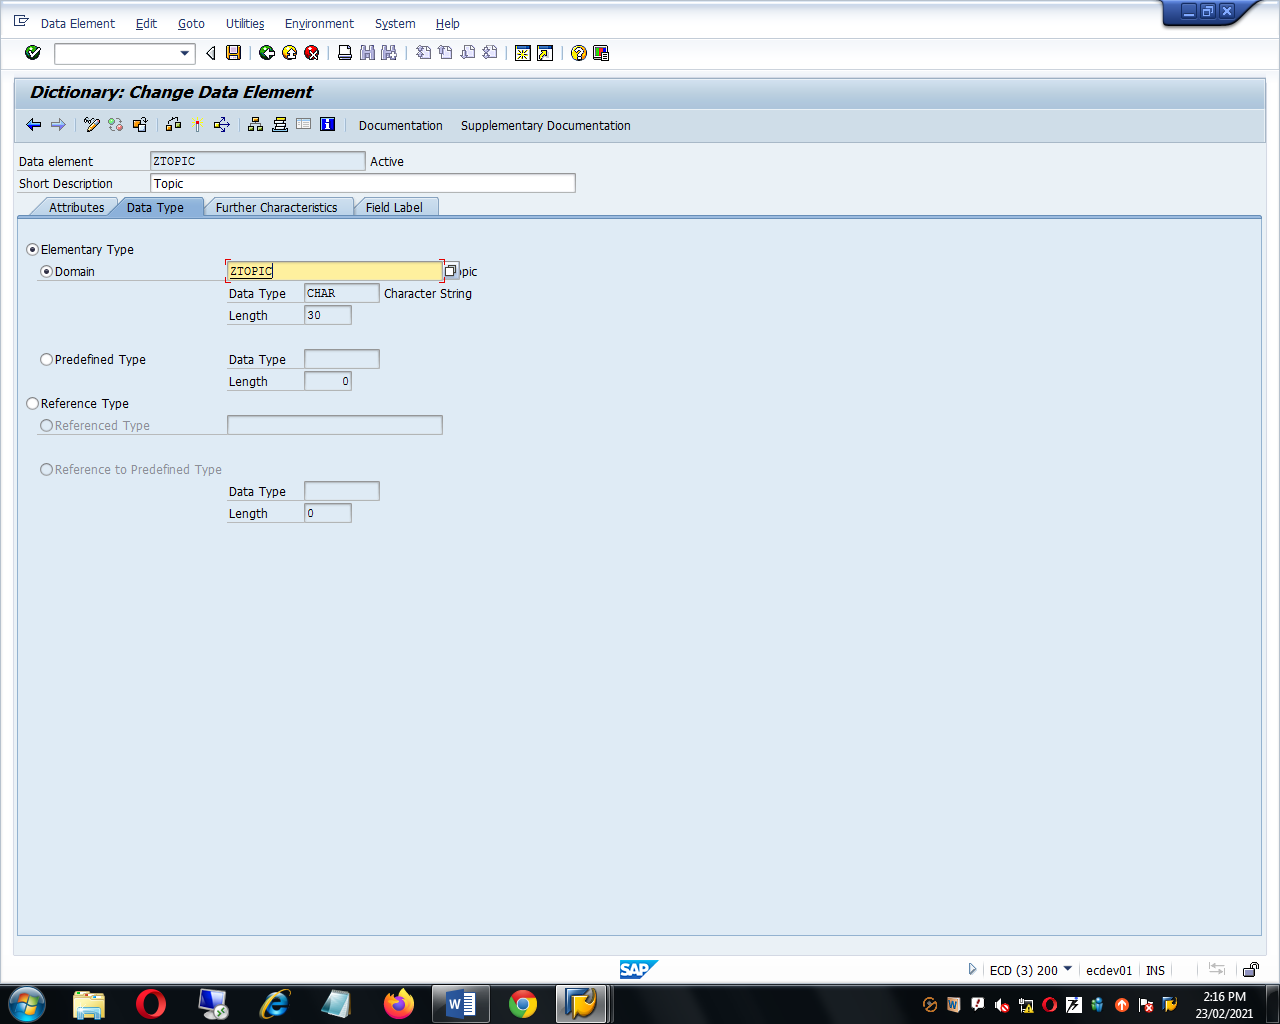 Data Element Edit Goto Utilities Environment System Help
Dictionary: Change Data Element
Documentation Supplementary Documentation
Data element ZTOPIC Active
Short Description Topic
Attributes Data Type Further Characteristics Field Label
Elementary Type
Domain ZTOPIC pic
Data Type CHAR Character String
Length 30
Predefined Type Data Type
Length 0
Reference Type
Referenced Type
Reference to Predefined Type
Data Type
Length 0
SAP
ECD (3) 200 ecdev01 INS
2:16 PM
23/02/2021